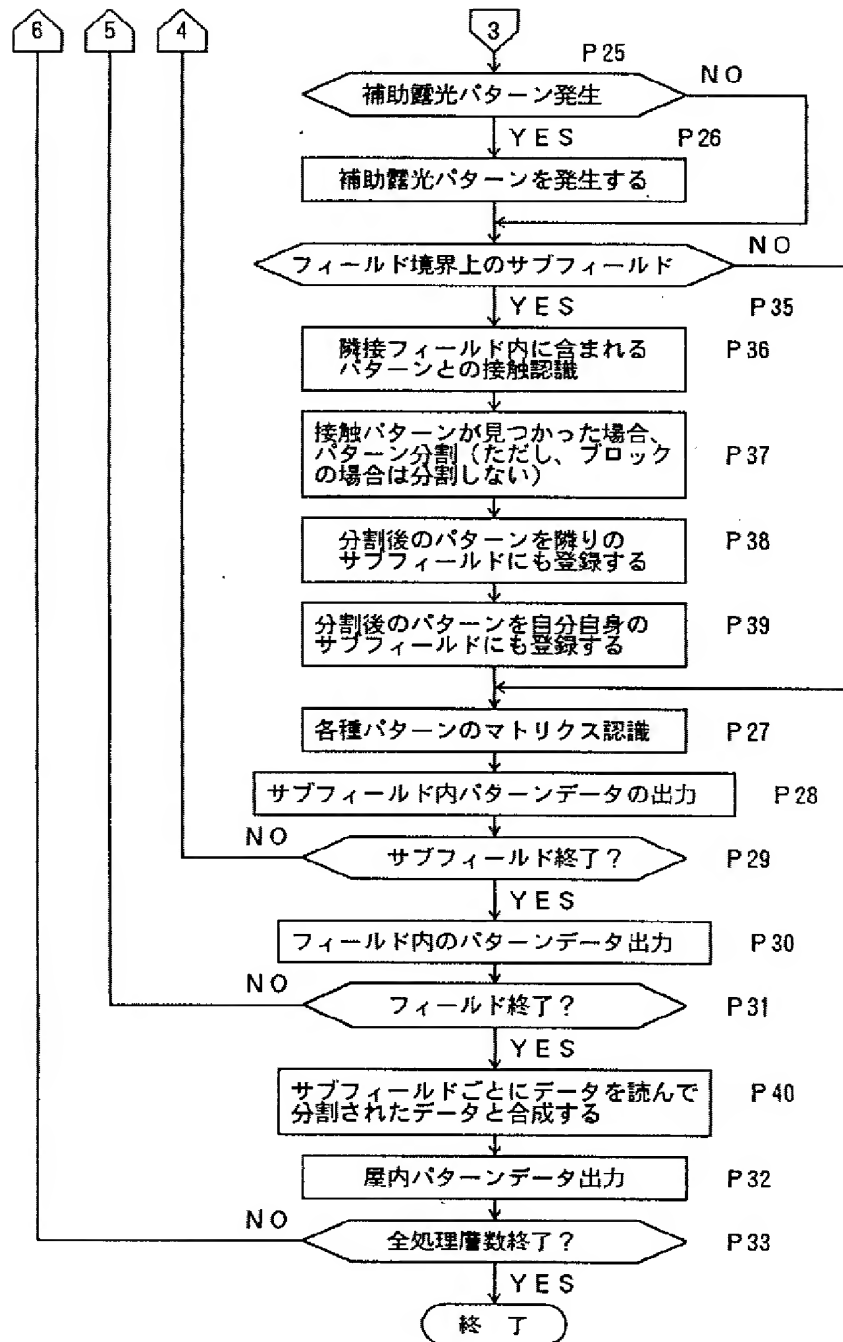 6
5
4
3
P25
補助露光パターン発生
NO
YES
P26
補助露光パターンを発生する
NO
フィールド境界上のサブフィールド
YES
P35
隣接フィールド内に含まれる
パターンとの接触認識
P36
接触パターンが見つかった場合、
パターン分割(ただし、ブロック
の場合は分割しない)
P37
分割後のパターンを隣りの
サブフィールドにも登録する
P38
分割後のパターンを自分自身の
サブフィールドにも登録する
P39
各種パターンのマトリクス認識
P27
サブフィールド内パターンデータの出力
P28
NO
サブフィールド終了?
P29
YES
フィールド内のパターンデータ出力
P30
NO
フィールド終了?
P31
YES
サブフィールドごとにデータを読んで
分割されたデータと合成する
P40
屋内パターンデータ出力
P32
NO
全処理層数終了?
P33
YES
終了